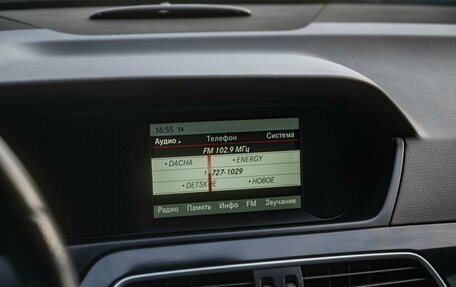 16:55
Аудио Телефон Система
FM 102.9 МГц
• DACHA • ENERGY
727-1029
• DETSKOE • НОВОЕ
Радио Память Инфо FM Звучание